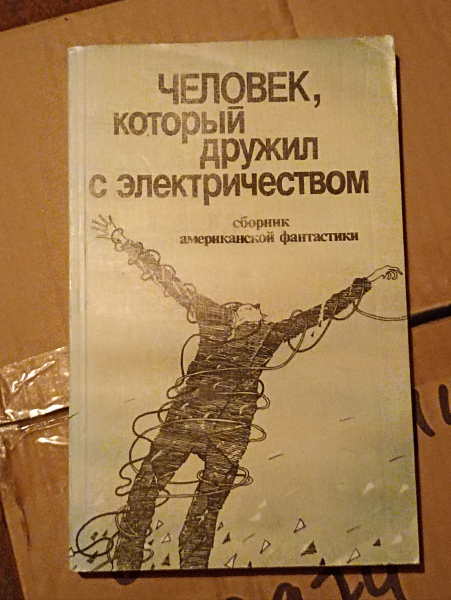 ЧЕЛОВЕК,
который
дружил
с электричеством
сборник
американской фантастики